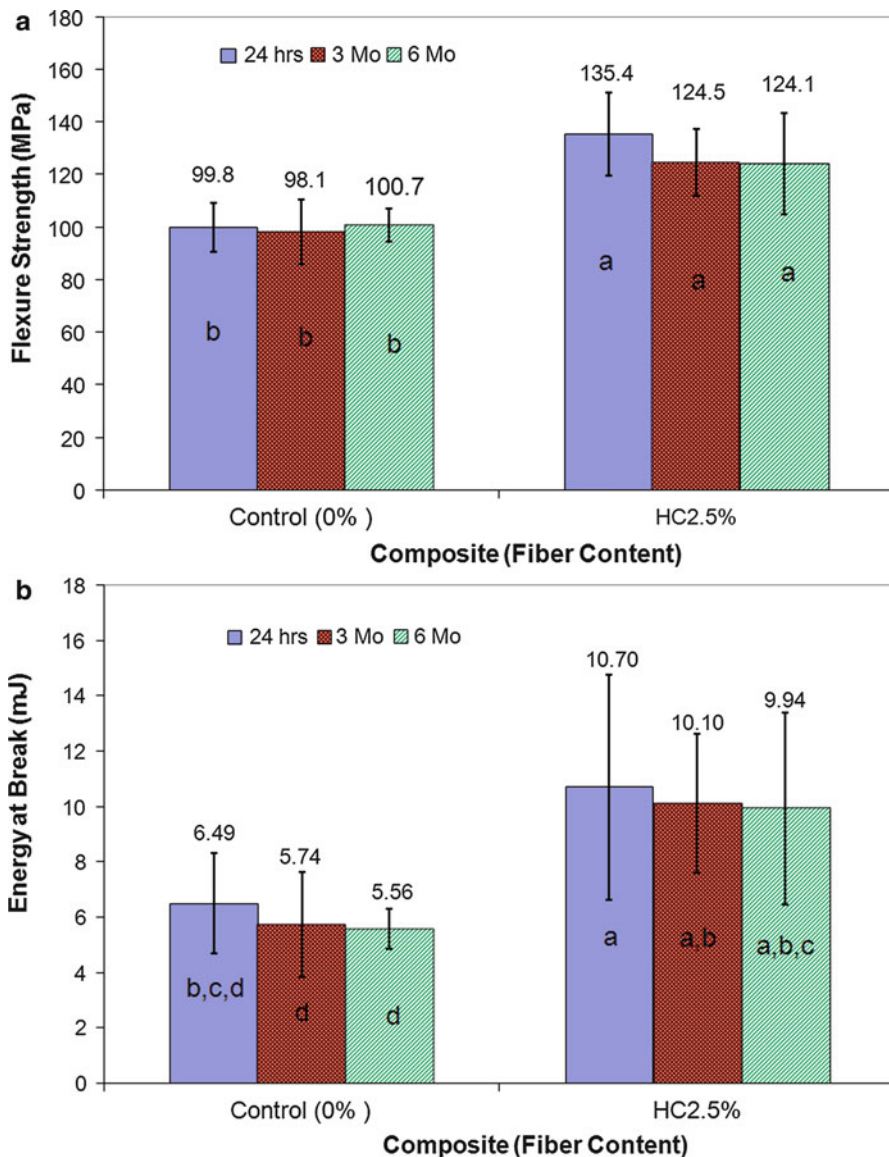 a
180
160
140
120
100
80
60
40
20
0
Flexure Strength (MPa)
24 hrs 3 Mo 6 Mo
99.8
98.1
100.7
135.4
124.5
124.1
b
b
b
a
a
a
Control (0% )
HC2.5%
Composite (Fiber Content)
b
18
16
14
12
10
8
6
4
2
0
Energy at Break (mJ)
24 hrs 3 Mo 6 Mo
6.49
5.74
5.56
10.70
10.10
9.94
b,c,d
d
d
a
a,b
a,b,c
Control (0% )
HC2.5%
Composite (Fiber Content)